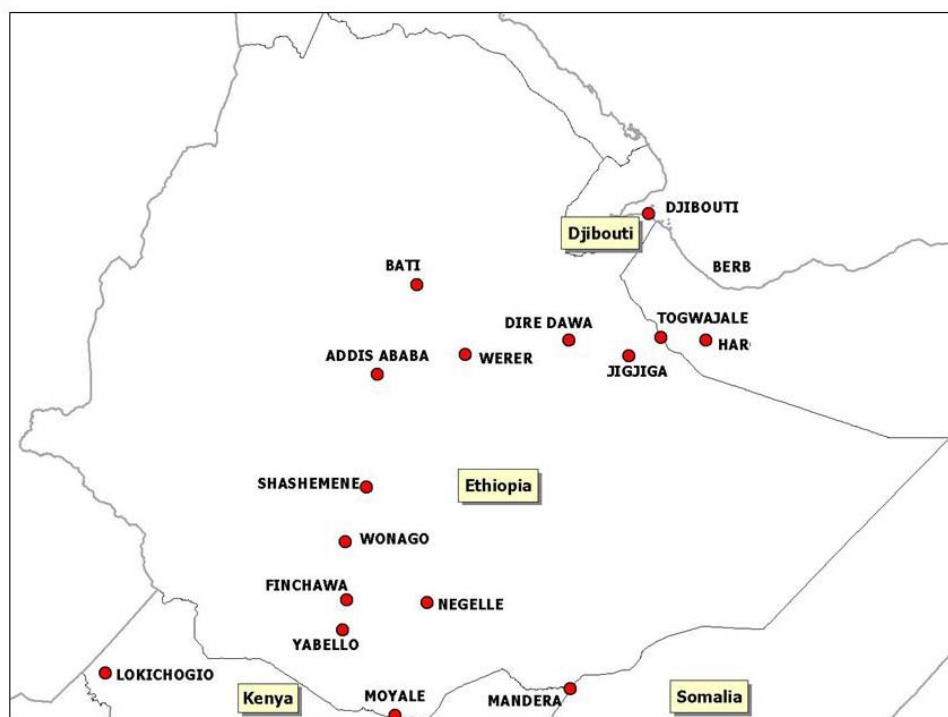 DJIBOUTI
Djibouti
BATI
BERB
DIRE DAWA
TOGWAJALE
HAR
ADDIS ABABA
WERER
JIGJIGA
SHASHEMENE
Ethiopia
WONAGO
FINCHAWA
NEGELLE
YABELLO
LOKICHOGIO
Kenya
MOYALE
MANDERA
Somalia